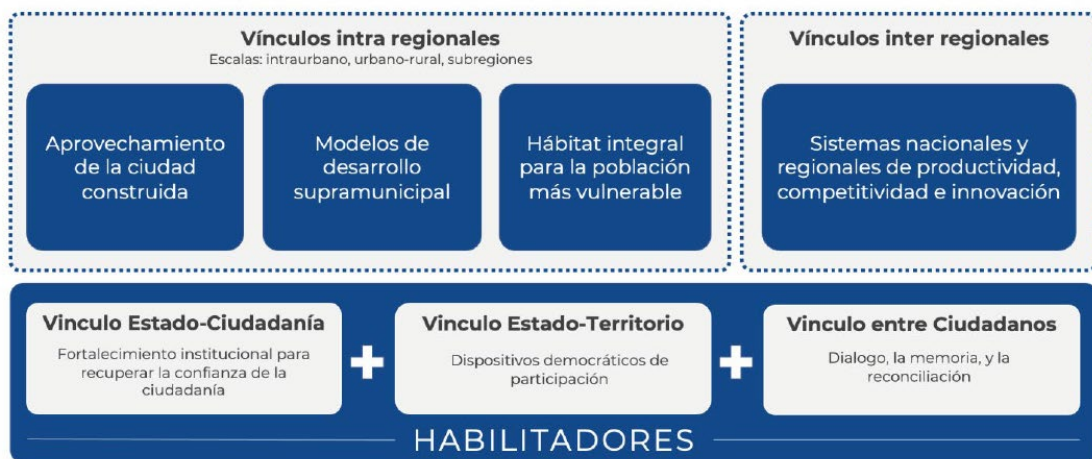 Vínculos intra regionales
Escalas: intraurbano, urbano-rural, subregiones
Aprovechamiento
de la ciudad
construida
Modelos de
desarrollo
supramunicipal
Hábitat integral
para la población
más vulnerable
Vínculos inter regionales
Sistemas nacionales y
regionales de productividad,
competitividad e innovación
Vinculo Estado-Ciudadanía
Fortalecimiento institucional para
recuperar la confianza de la
ciudadanía
Vinculo Estado-Territorio
Dispositivos democráticos de
participación
Vinculo entre Ciudadanos
Dialogo, la memoria, y la
reconciliación
HABILITADORES